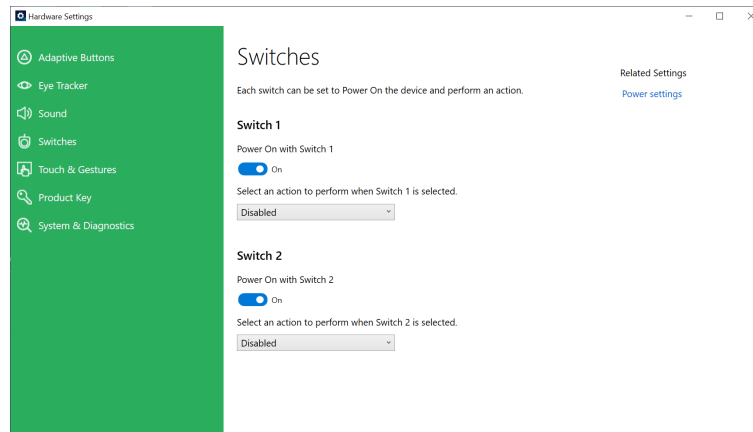 Hardware Settings
Adaptive Buttons
Eye Tracker
Sound
Switches
Touch & Gestures
Product Key
System & Diagnostics
Switches
Each switch can be set to Power On the device and perform an action.
Switch 1
Power On with Switch 1
On
Select an action to perform when Switch 1 is selected.
Disabled
Switch 2
Power On with Switch 2
On
Select an action to perform when Switch 2 is selected.
Disabled
Related Settings
Power settings